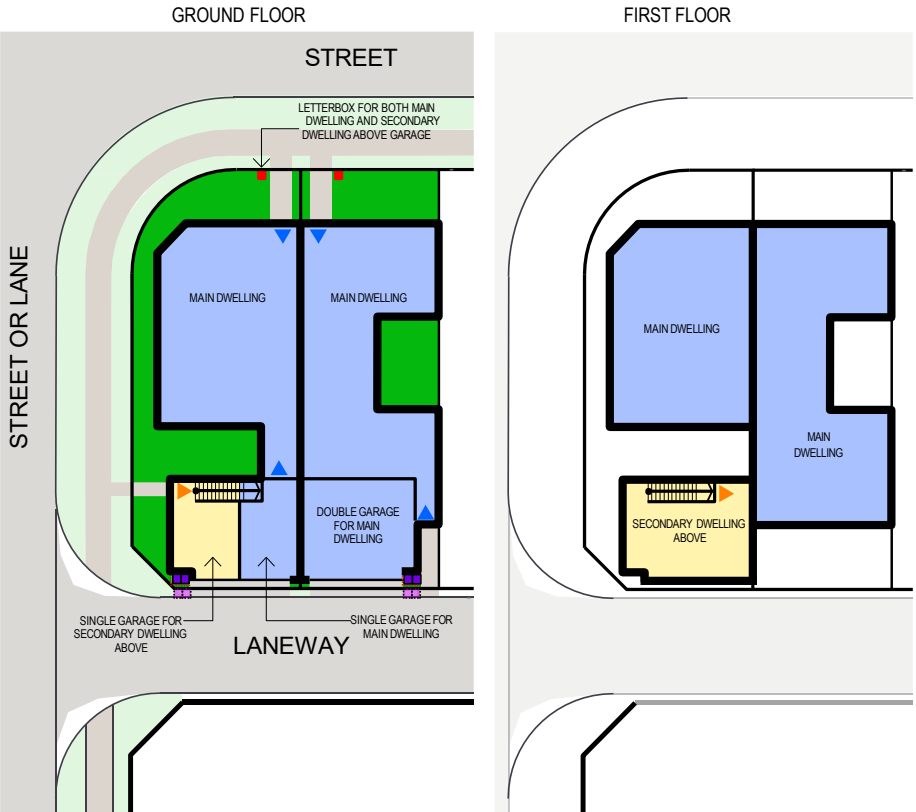 GROUND FLOOR
FIRST FLOOR
STREET
LETTERBOX FOR BOTH MAIN
DWELLING AND SECONDARY
DWELLING ABOVE GARAGE
STREET OR LANE
MAIN DWELLING
MAIN DWELLING
DOUBLE GARAGE
FOR MAIN
DWELLING
SINGLE GARAGE FOR
SECONDARY DWELLING
ABOVE
SINGLE GARAGE FOR
MAIN DWELLING
LANEWAY
MAIN DWELLING
MAIN
DWELLING
SECONDARY DWELLING
ABOVE